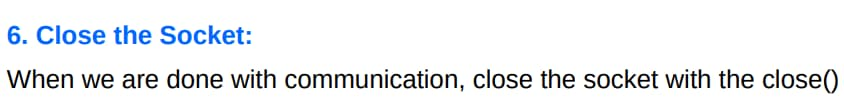 6. Close the Socket:
When we are done with communication, close the socket with the close()